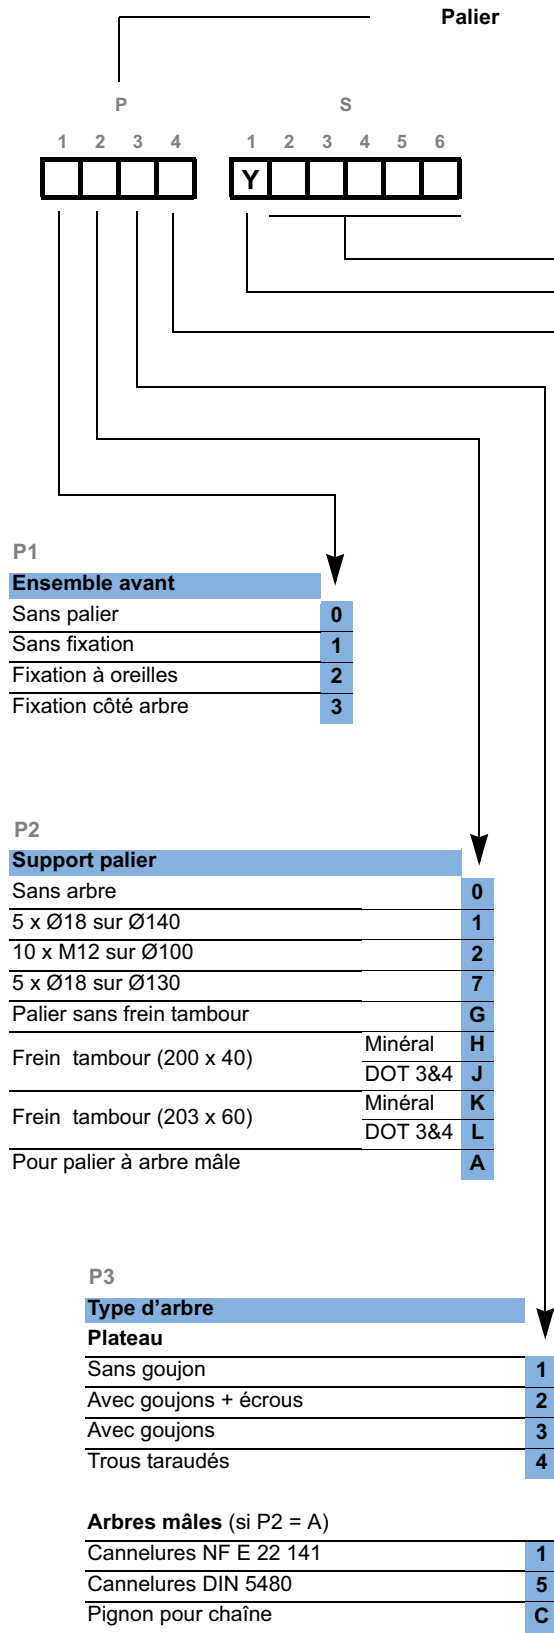 Palier
P S
1 2 3 4 1 2 3 4 5 6
Y
P1
Ensemble avant
Sans palier 0
Sans fixation 1
Fixation à oreilles 2
Fixation côté arbre 3
P2
Support palier
Sans arbre 0
5 x Ø18 sur Ø140 1
10 x M12 sur Ø100 2
5 x Ø18 sur Ø130 7
Palier sans frein tambour G
Frein tambour (200 x 40) Minéral H
DOT 3&4 J
Frein tambour (203 x 60) Minéral K
DOT 3&4 L
Pour palier à arbre mâle A
P3
Type d'arbre
Plateau
Sans goujon 1
Avec goujons + écrous 2
Avec goujons 3
Trous taraudés 4
Arbres mâles (si P2 = A)
Cannelures NF E 22 141 1
Cannelures DIN 5480 5
Pignon pour chaîne C